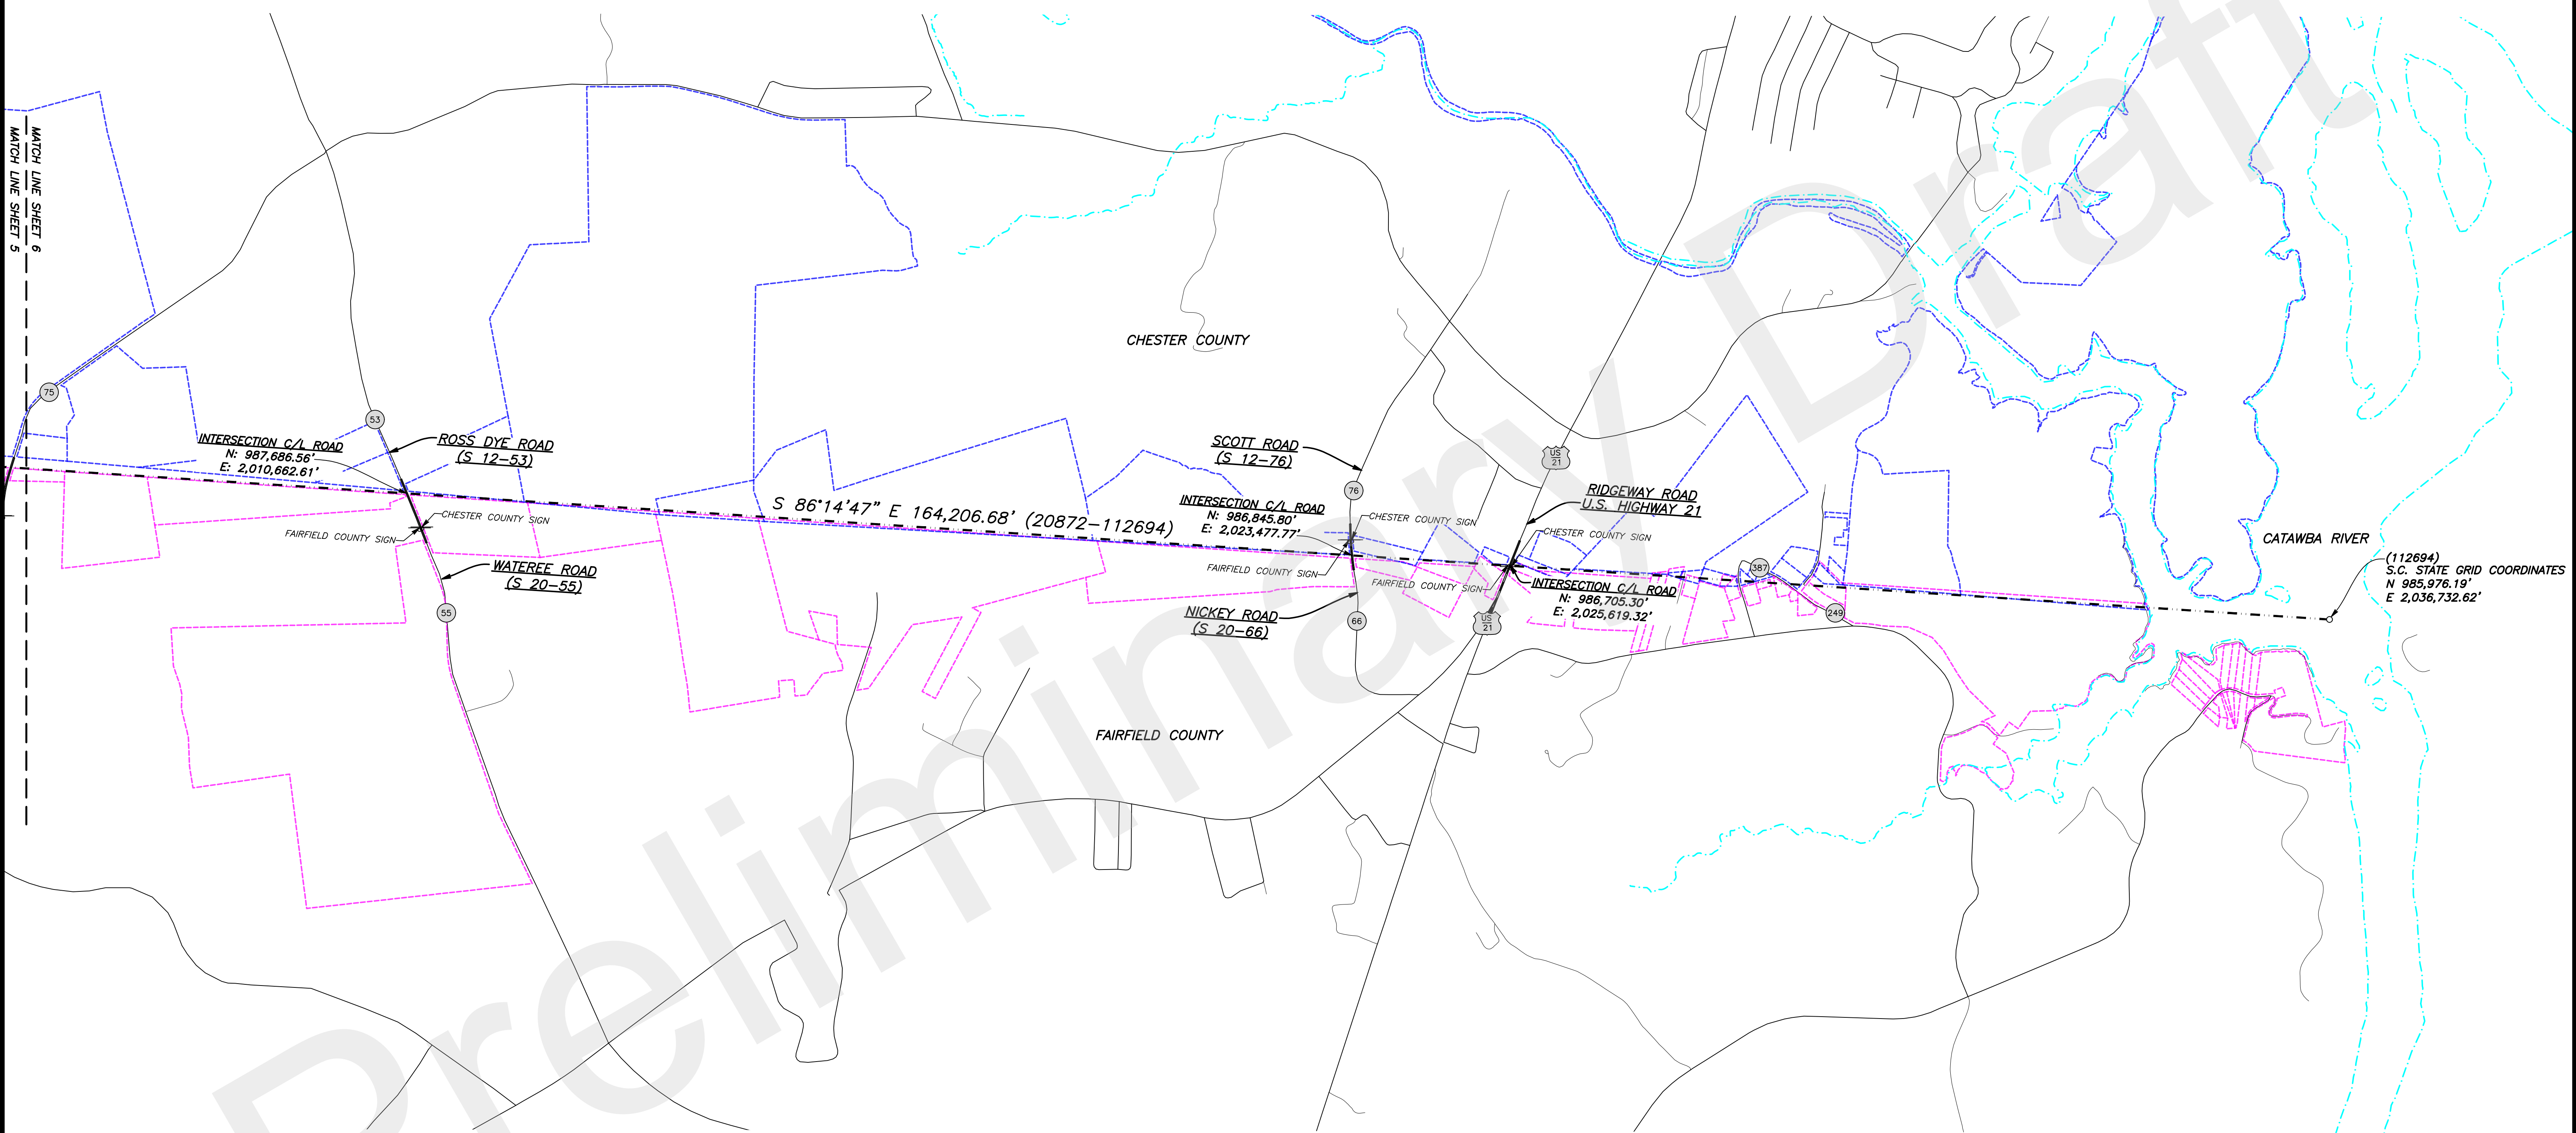 MATCH LINE SHEET 6
MATCH LINE SHEET 5
75
53
INTERSECTION C/L ROAD
N: 987,686.56'
E: 2,010,662.61'
ROSS DYE ROAD
(S 12-53)
CHESTER COUNTY SIGN
FAIRFIELD COUNTY SIGN
WATEREE ROAD
(S 20-55)
55
S 86°14'47" E 164,206.68' (20872-112694)
CHESTER COUNTY
SCOTT ROAD
(S 12-76)
76
INTERSECTION C/L ROAD
N: 986,845.80'
E: 2,023,477.77'
CHESTER COUNTY SIGN
FAIRFIELD COUNTY SIGN
NICKEY ROAD
(S 20-66)
66
FAIRFIELD COUNTY
US
21
RIDGEWAY ROAD
U.S. HIGHWAY 21
CHESTER COUNTY SIGN
FAIRFIELD COUNTY SIGN
INTERSECTION C/L ROAD
N: 986,705.30'
E: 2,025,619.32'
US
21
387
249
CATAWBA RIVER
(112694)
S.C. STATE GRID COORDINATES
N 985,976.19'
E 2,036,732.62'
Preliminary Draft